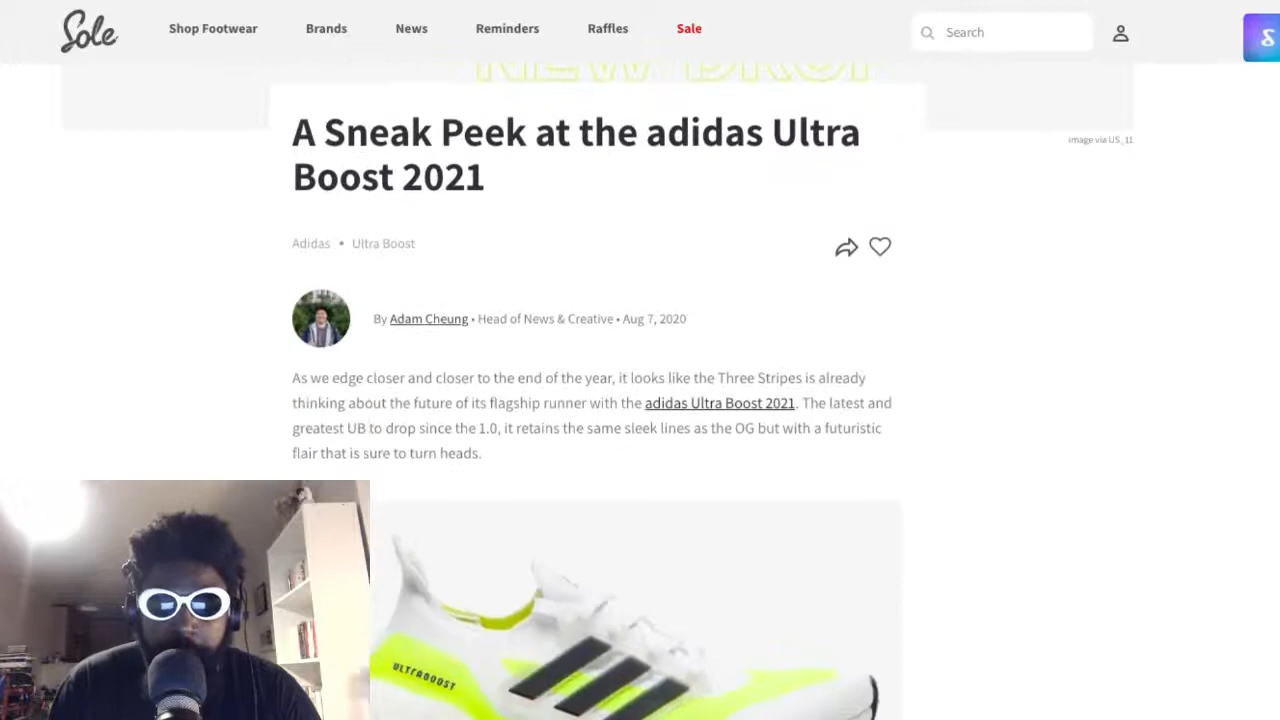 Sole
Shop Footwear
Brands
News
Reminders
Raffles
Sale
Search
NEW DROP
A Sneak Peek at the adidas Ultra
Boost 2021
image via US_11
Adidas • Ultra Boost
By Adam Cheung • Head of News & Creative • Aug 7, 2020
As we edge closer and closer to the end of the year, it looks like the Three Stripes is already
thinking about the future of its flagship runner with the adidas Ultra Boost 2021. The latest and
greatest UB to drop since the 1.0, it retains the same sleek lines as the OG but with a futuristic
flair that is sure to turn heads.
ULTRABOOST